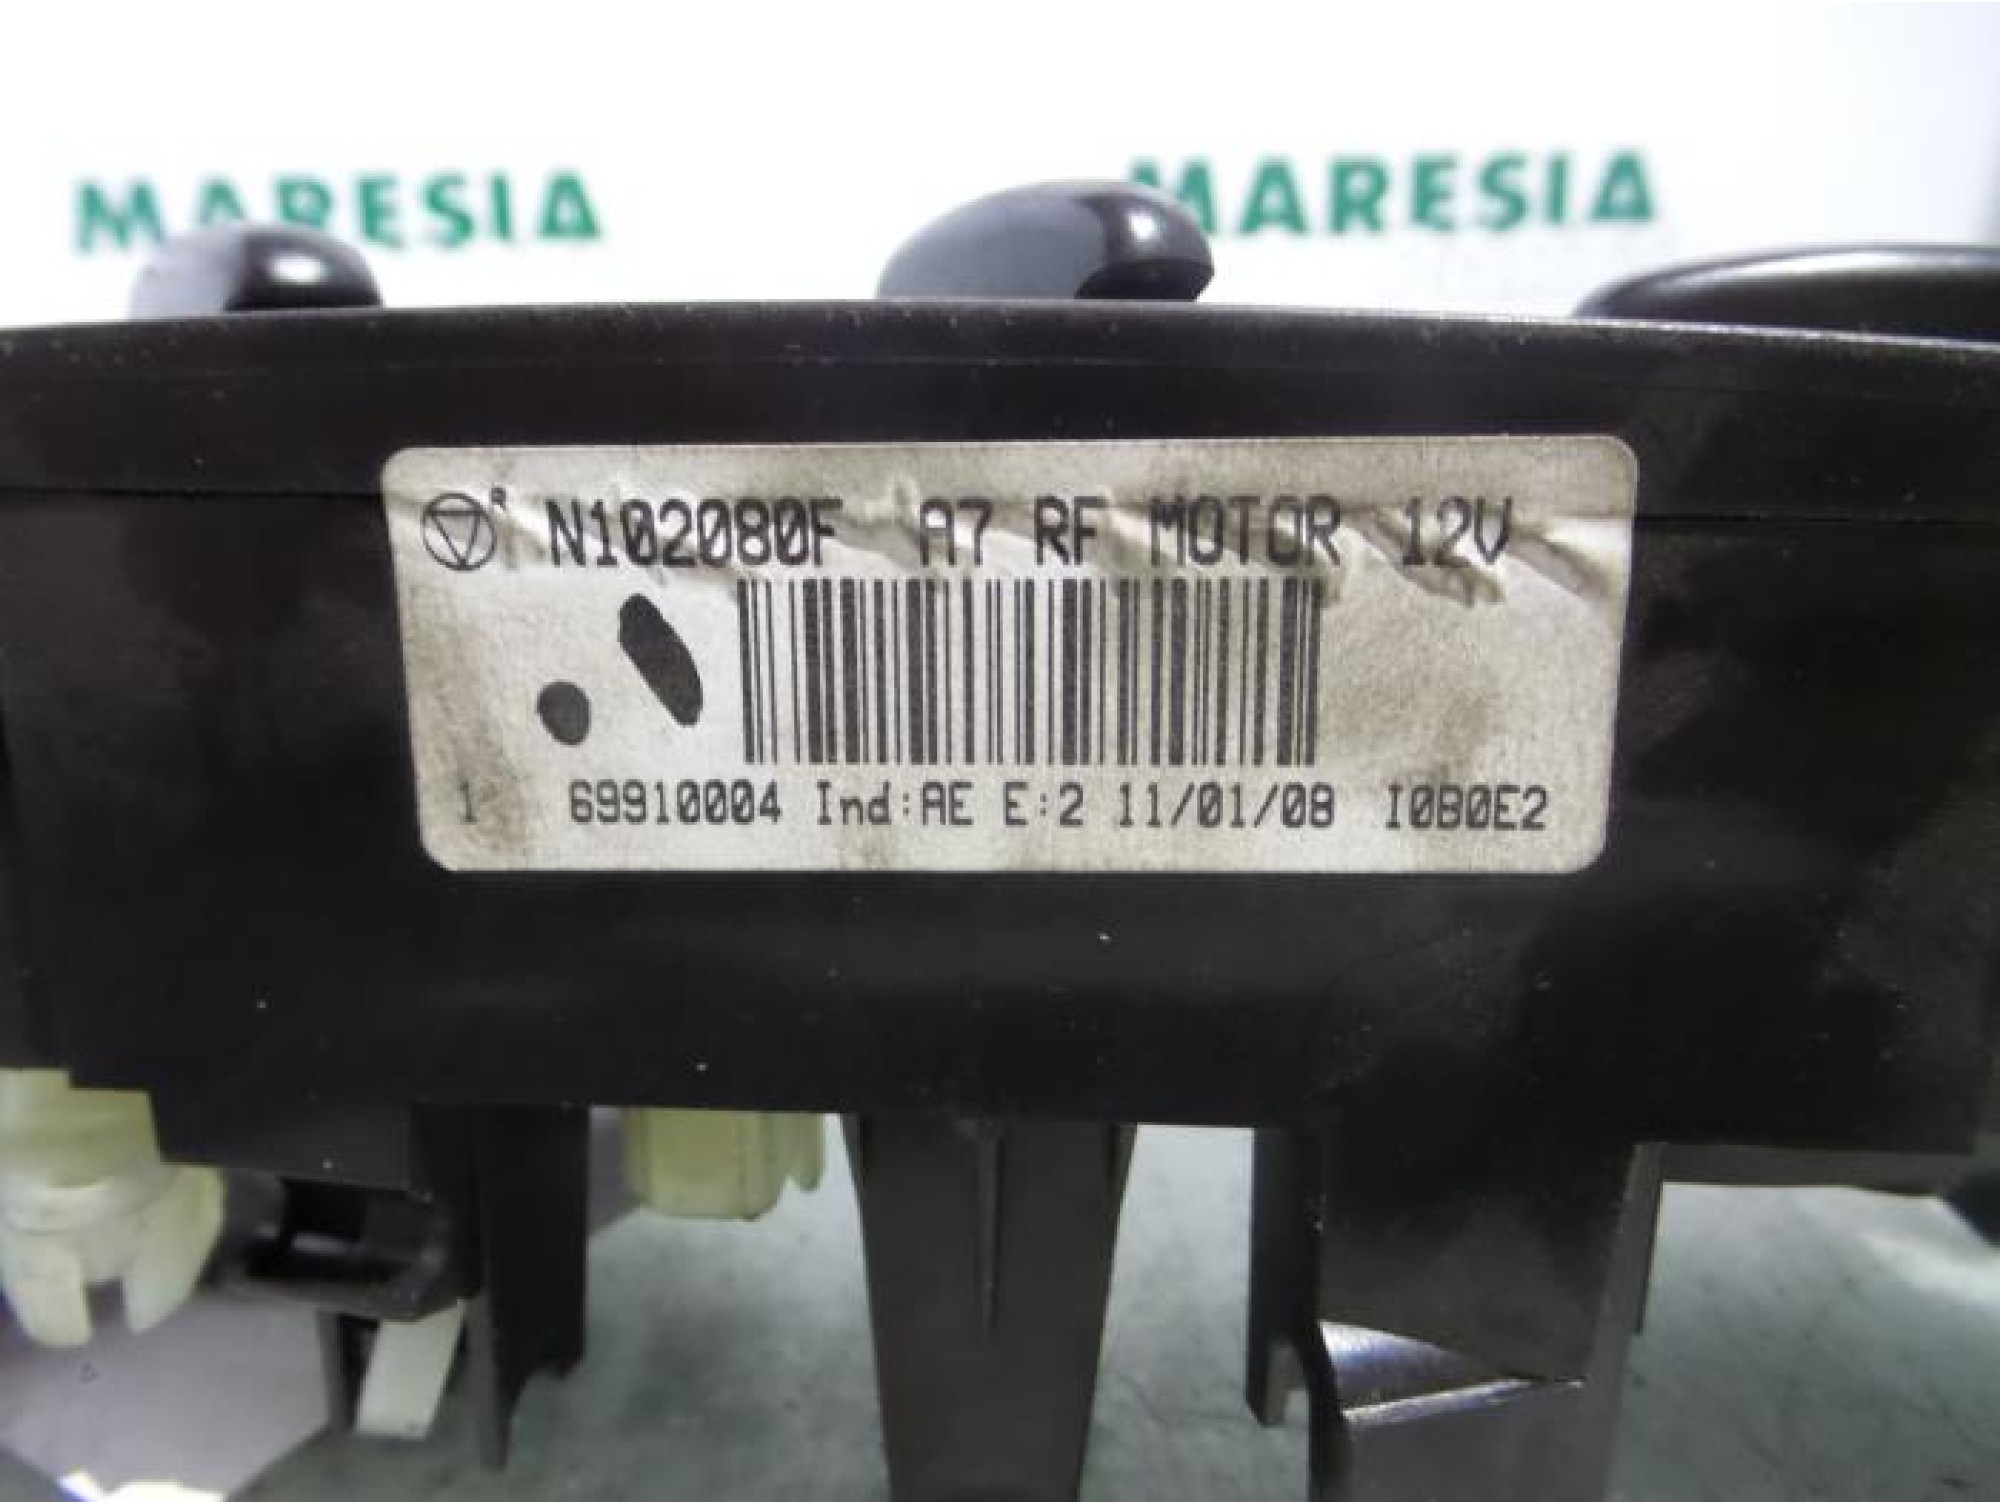 MARESIA MARESIA
R N102080F A7 RF MOTOR 12V
1 69910004 Ind:AE E:2 11/01/08 I0B0E2